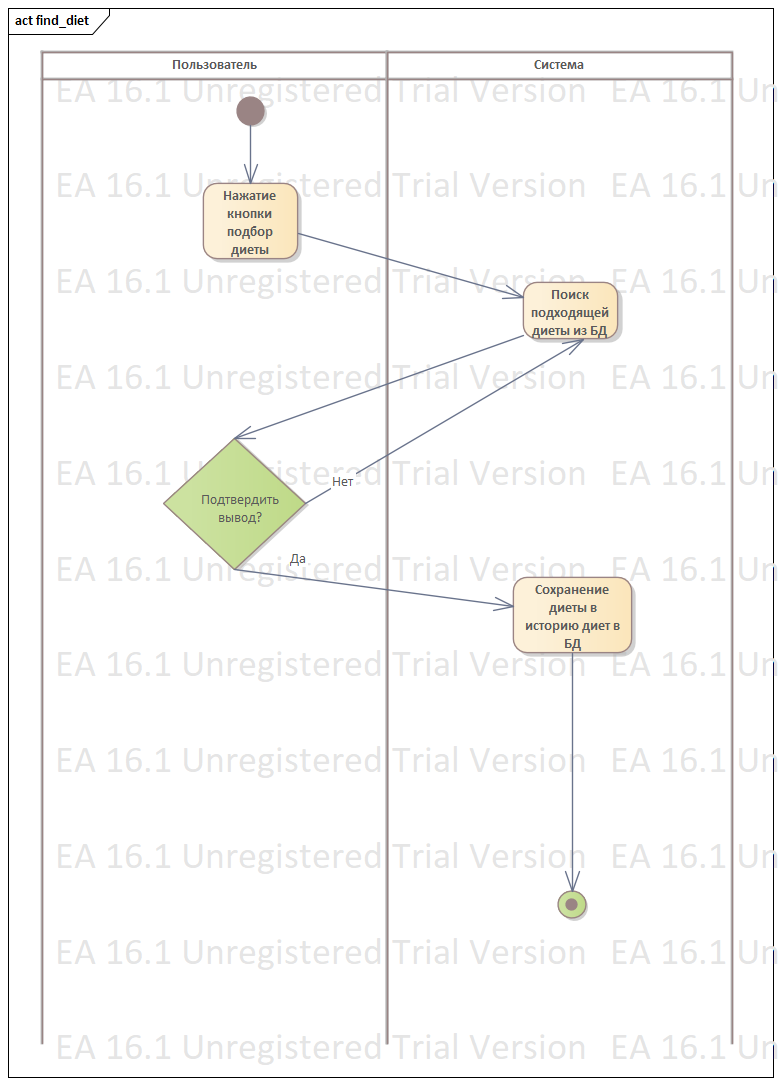 act find_diet
Пользователь
Система
EA 16.1 Unregistered Trial Version EA 16.1 Un
EA 16.1 Unregistered Trial Version EA 16.1 Un
Нажатие
кнопки
подбор
диеты
EA 16.1 Unregistered Trial Version EA 16.1 Un
Поиск
подходящей
диеты из БД
EA 16.1 Unregistered Trial Version EA 16.1 Un
EA 16.1 Unregistered Trial Version EA 16.1 Un
Нет
Подтвердить
вывод?
Да
EA 16.1 Unregistered Trial Version EA 16.1 Un
Сохранение
диеты в
историю диет в
БД
EA 16.1 Unregistered Trial Version EA 16.1 Un
EA 16.1 Unregistered Trial Version EA 16.1 Un
EA 16.1 Unregistered Trial Version EA 16.1 Un
EA 16.1 Unregistered Trial Version EA 16.1 Un
EA 16.1 Unregistered Trial Version EA 16.1 Un